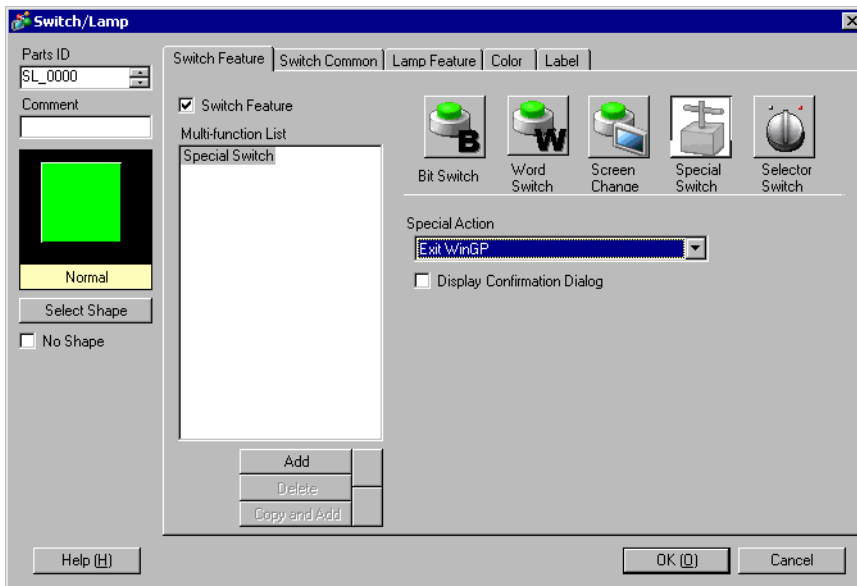 Switch/Lamp
Parts ID
SL_0000
Comment
Normal
Select Shape
No Shape
Switch Feature
Switch Common
Lamp Feature
Color
Label
Switch Feature
Multi-function List
Special Switch
Add
Delete
Copy and Add
B
W
Bit Switch
Word
Switch
Screen
Change
Special
Switch
Selector
Switch
Special Action
Exit WinGP
Display Confirmation Dialog
Help (H)
OK (O)
Cancel